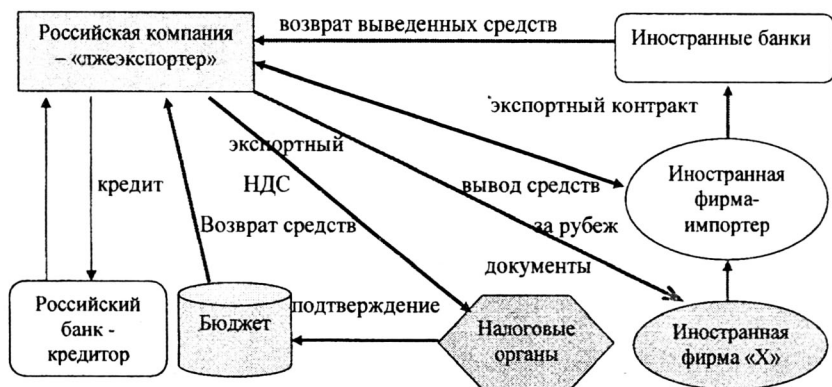 Российская компания
– «лжеэкспортер»
возврат выведенных средств
Иностранные банки
экспортный контракт
экспортный
НДС
кредит
вывод средств
за рубеж
Иностранная
фирма-
импортер
Возврат средств
документы
Российский
банк -
кредитор
Бюджет
подтверждение
Налоговые
органы
Иностранная
фирма «X»